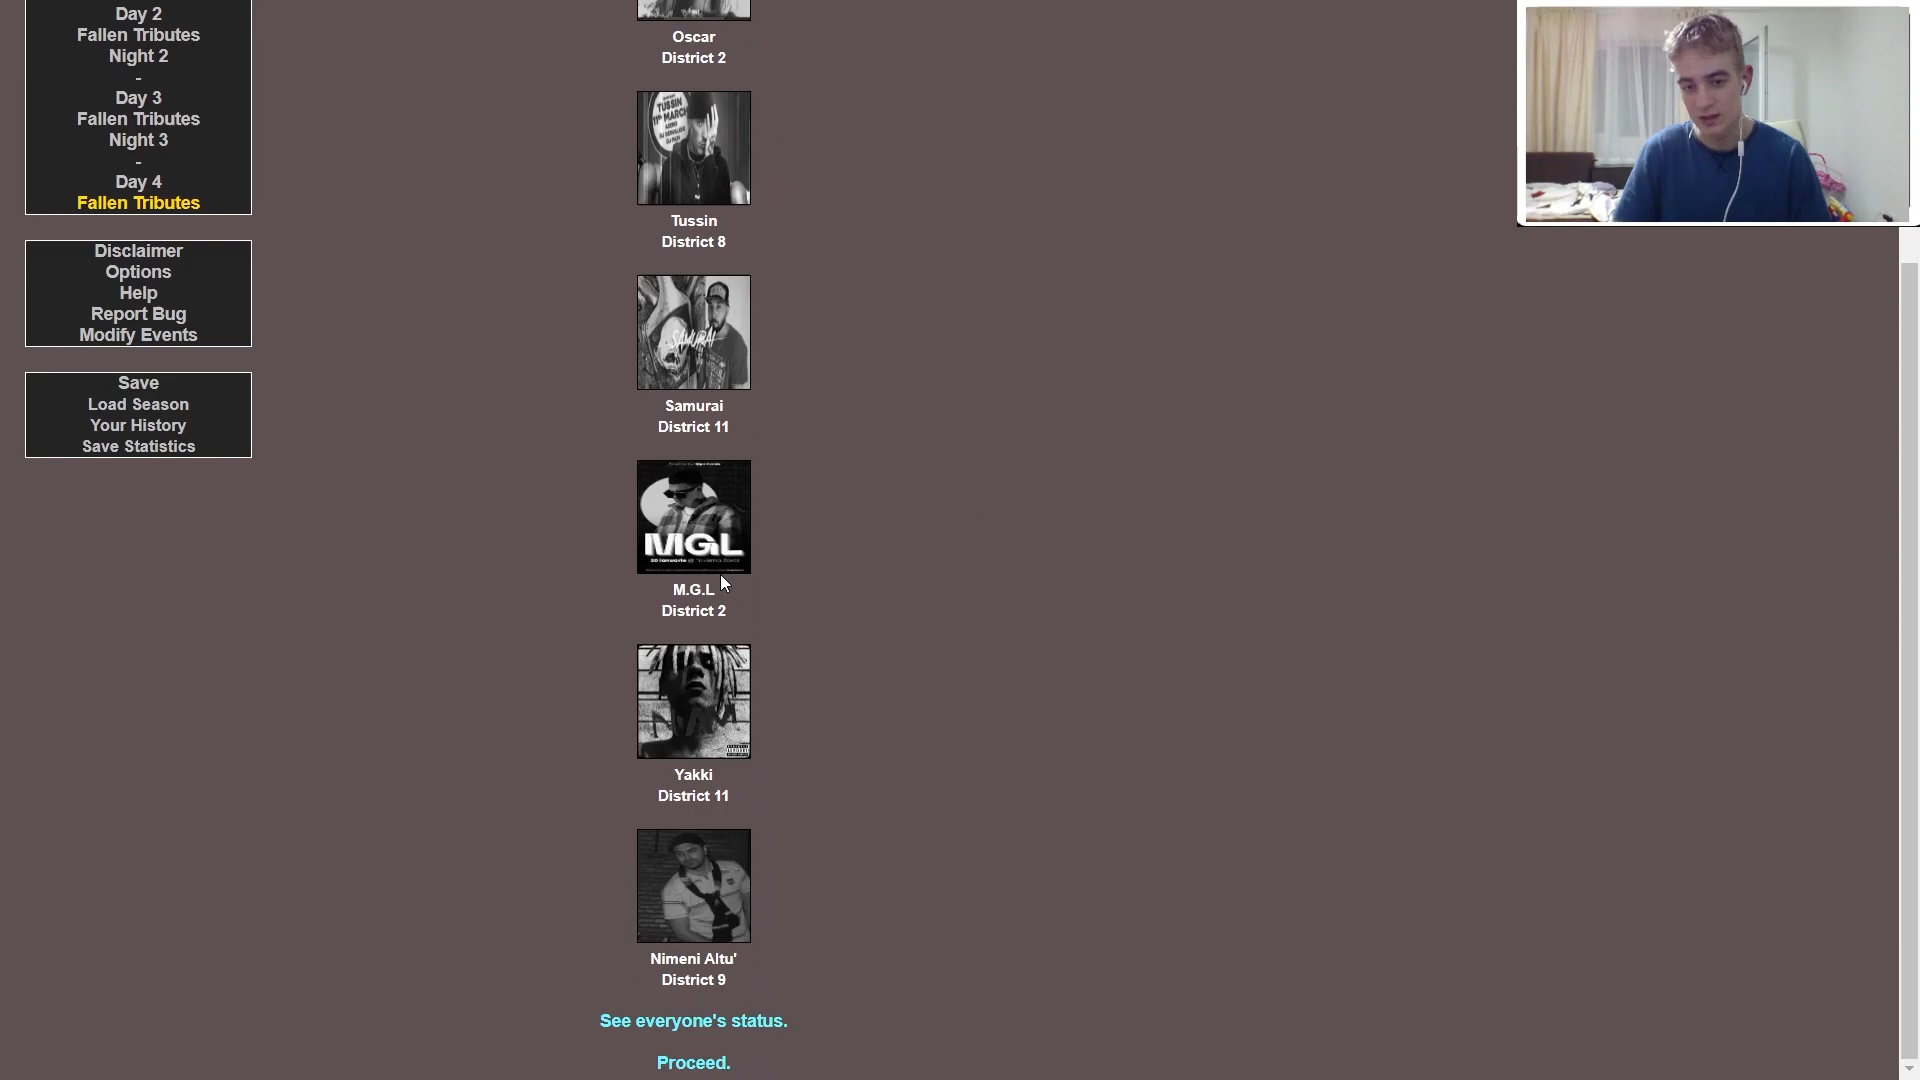 Day 2
Fallen Tributes
Night 2
-
Day 3
Fallen Tributes
Night 3
-
Day 4
Fallen Tributes
Disclaimer
Options
Help
Report Bug
Modify Events
Save
Load Season
Your History
Save Statistics
Oscar
District 2
TUSSIN
11th MARCH
Tussin
District 8
SAMURAI
Samurai
District 11
MGL
M.G.L
District 2
Yakki
District 11
Nimeni Altu'
District 9
See everyone's status.
Proceed.